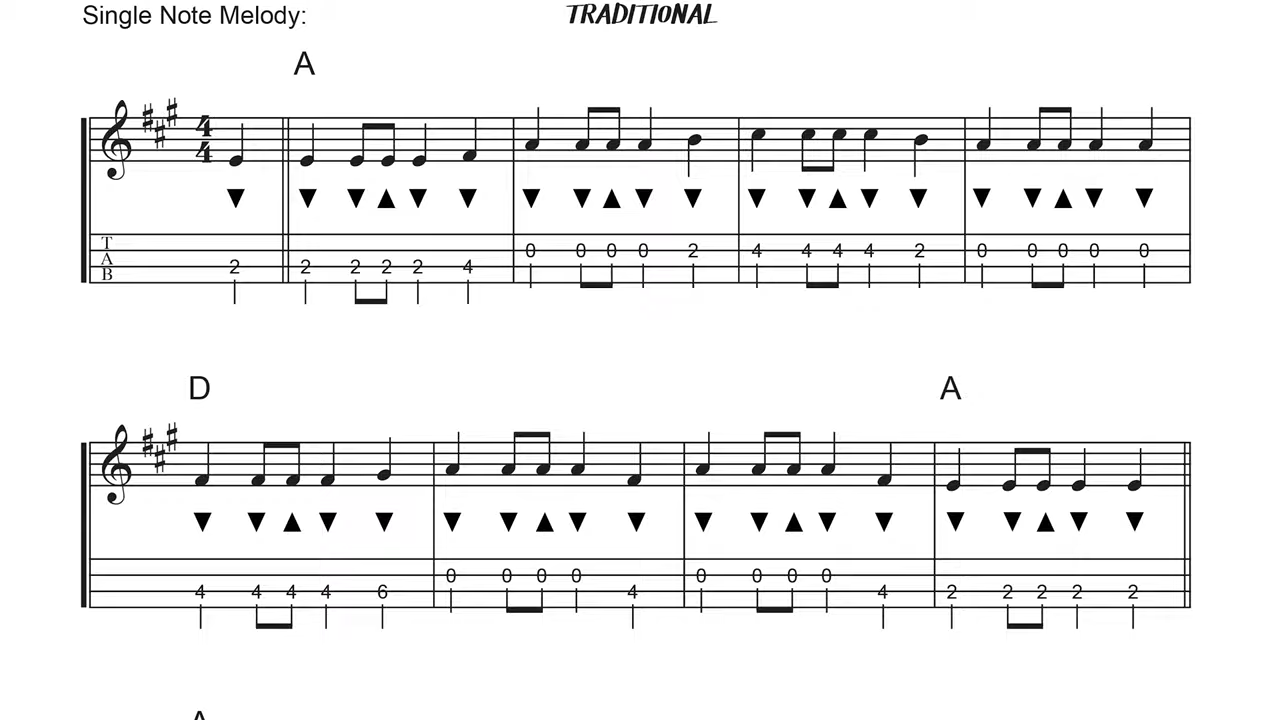 Single Note Melody: TRADITIONAL
A
4
4
T
A
B
2 2 2 2 2 4 0 0 0 0 2 4 4 4 4 2 0 0 0 0 0
D A
4 4 4 4 6 0 0 0 0 4 0 0 0 0 4 2 2 2 2 2
A